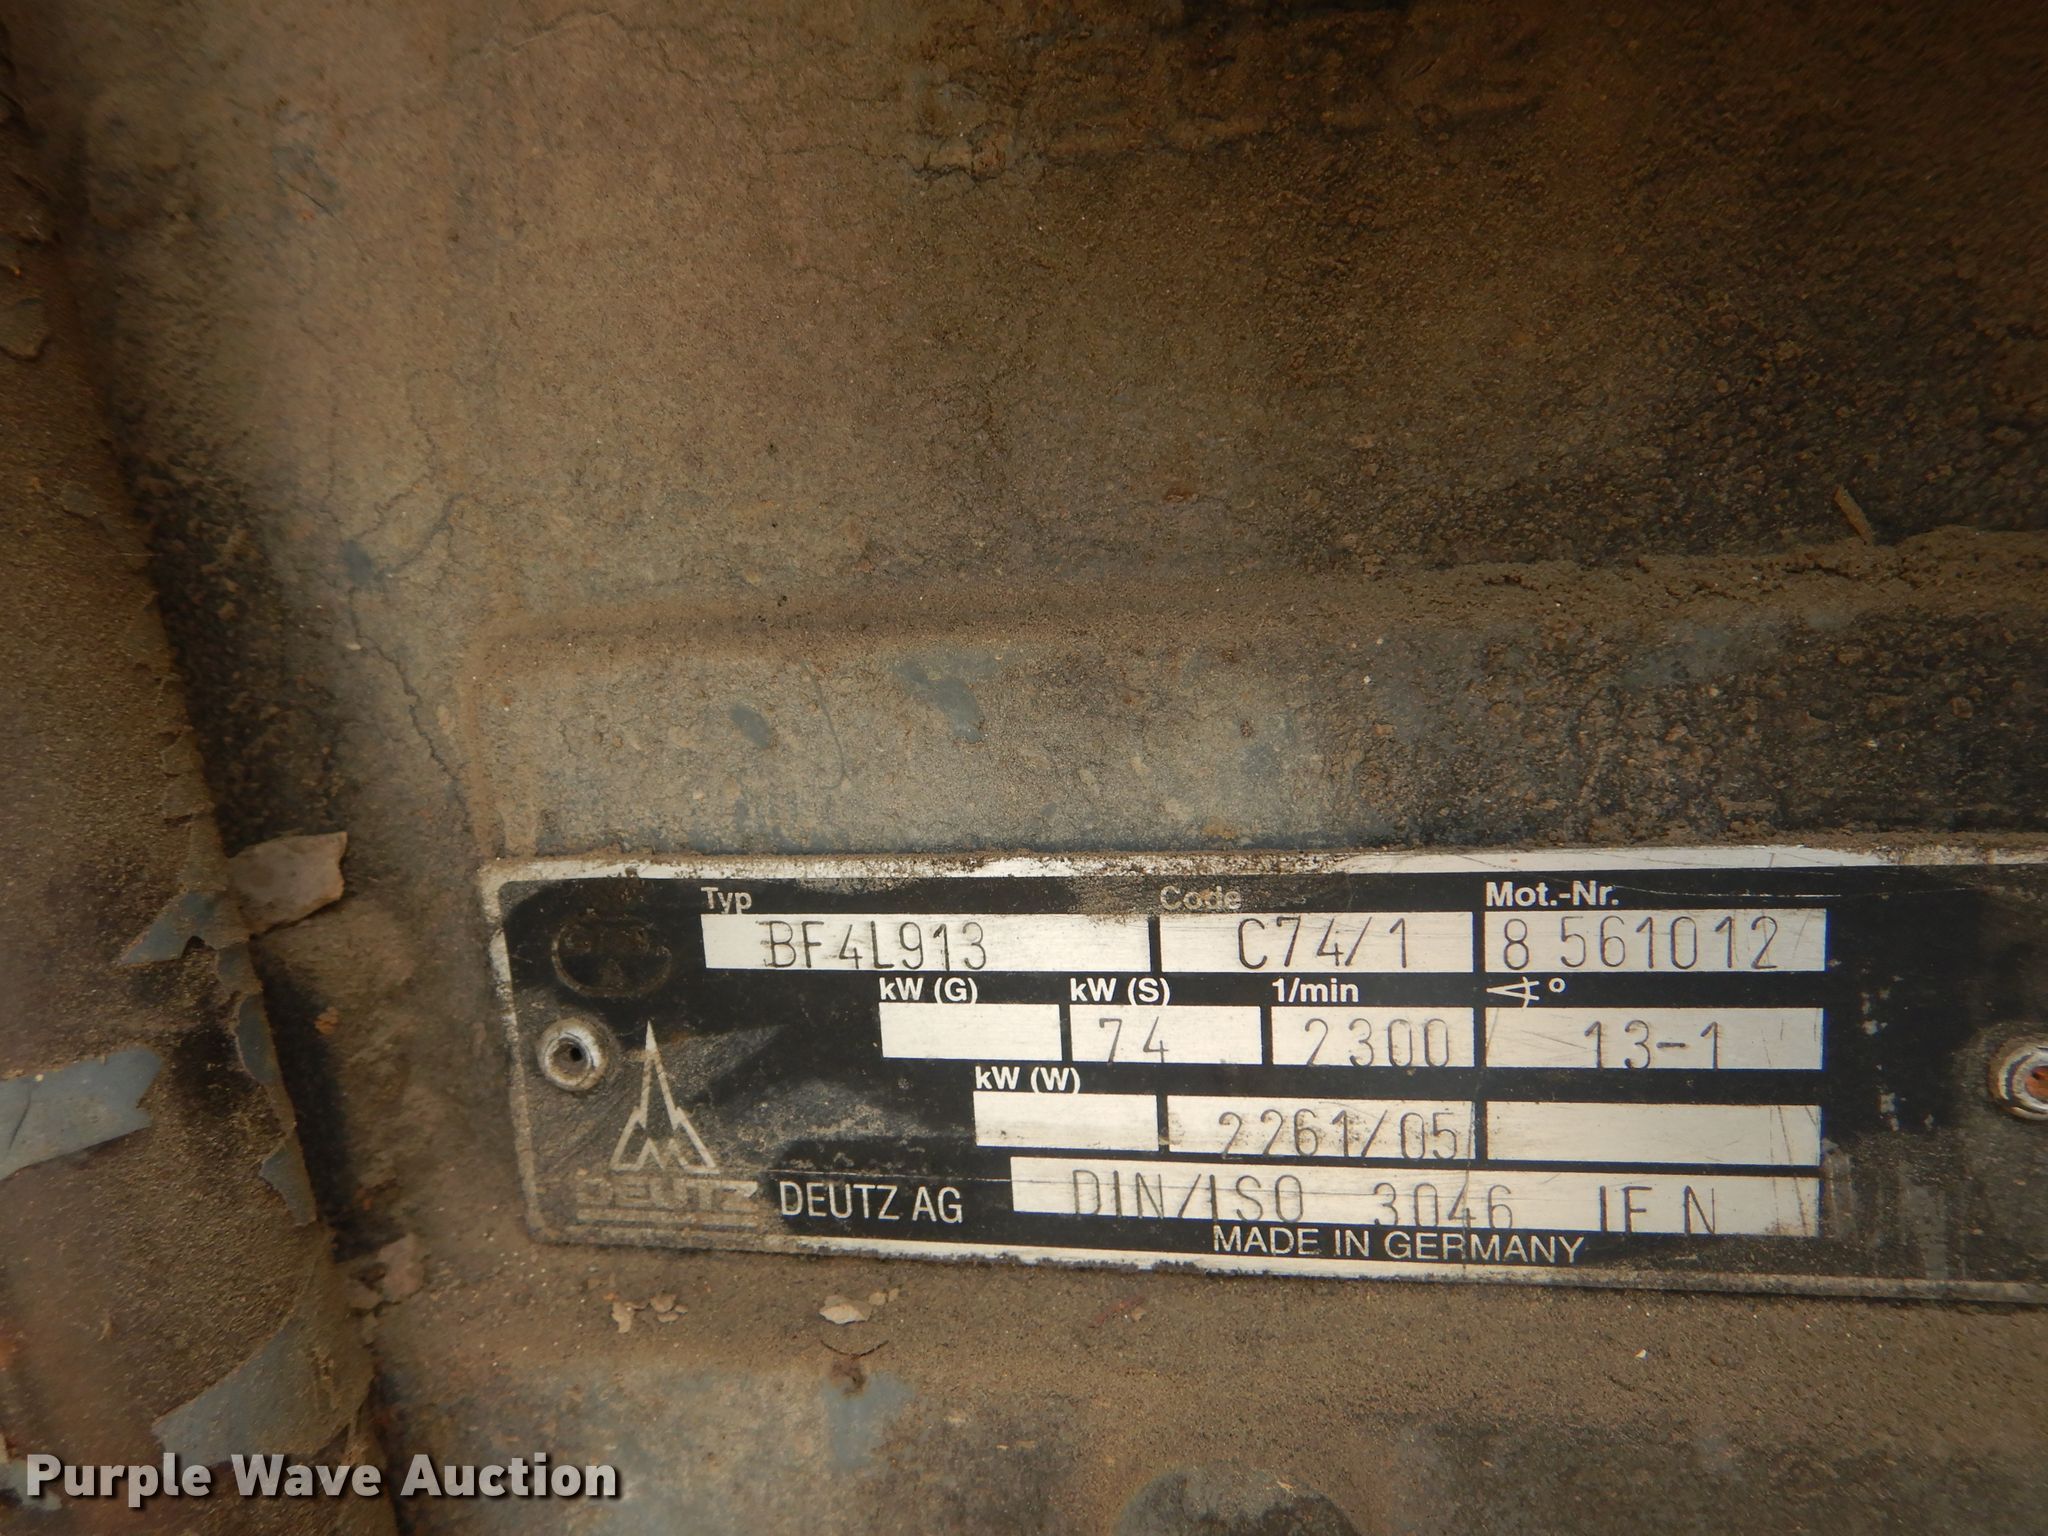 Typ Code Mot.-Nr.
BF4L913 C74/1 8 561012
kW (G) kW (S) 1/min ∢°
74 2300 13-1
kW (W)
2261/05
DEUTZ DEUTZ AG DIN/ISO 3046 IFN
MADE IN GERMANY
Purple Wave Auction